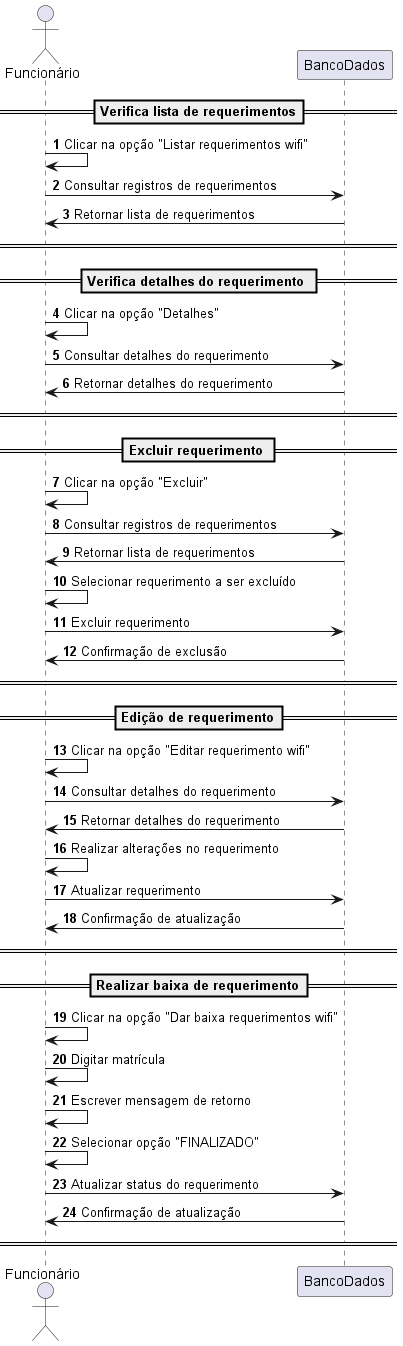 Funcionário
BancoDados
Verifica lista de requerimentos
1 Clicar na opção "Listar requerimentos wifi"
2 Consultar registros de requerimentos
3 Retornar lista de requerimentos
Verifica detalhes do requerimento
4 Clicar na opção "Detalhes"
5 Consultar detalhes do requerimento
6 Retornar detalhes do requerimento
Excluir requerimento
7 Clicar na opção "Excluir"
8 Consultar registros de requerimentos
9 Retornar lista de requerimentos
10 Selecionar requerimento a ser excluído
11 Excluir requerimento
12 Confirmação de exclusão
Edição de requerimento
13 Clicar na opção "Editar requerimento wifi"
14 Consultar detalhes do requerimento
15 Retornar detalhes do requerimento
16 Realizar alterações no requerimento
17 Atualizar requerimento
18 Confirmação de atualização
Realizar baixa de requerimento
19 Clicar na opção "Dar baixa requerimentos wifi"
20 Digitar matrícula
21 Escrever mensagem de retorno
22 Selecionar opção "FINALIZADO"
23 Atualizar status do requerimento
24 Confirmação de atualização
Funcionário
BancoDados